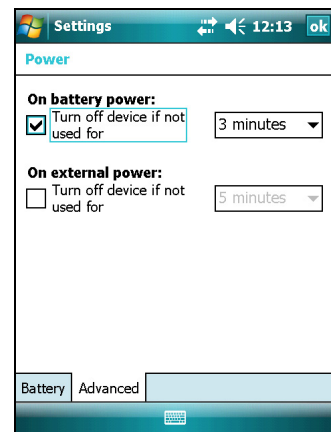 Settings 12:13 ok
Power
On battery power:
Turn off device if not
used for
3 minutes
On external power:
Turn off device if not
used for
5 minutes
Battery Advanced